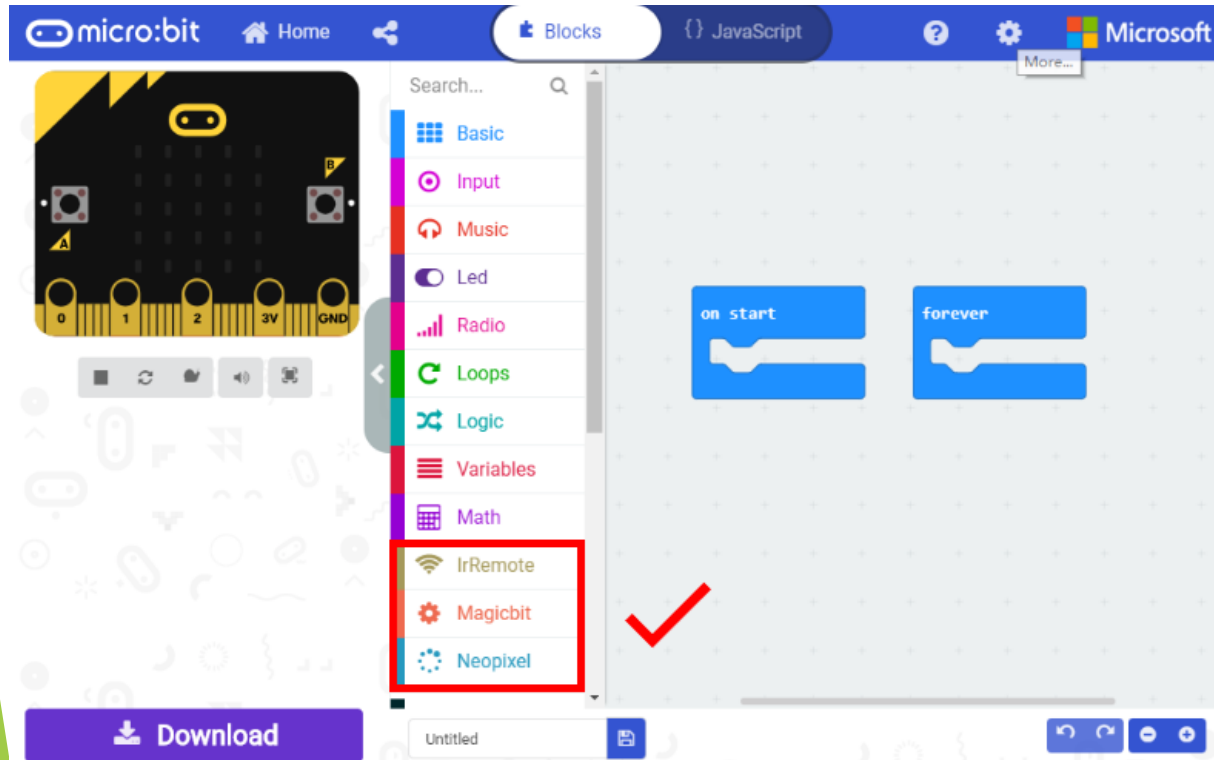 micro:bit Home Blocks {} JavaScript ? Microsoft
More...
Search...
Basic
Input
Music
Led
Radio
Loops
Logic
Variables
Math
IrRemote
Magicbit
Neopixel
B
A
0 1 2 3V GND
on start
forever
Download
Untitled